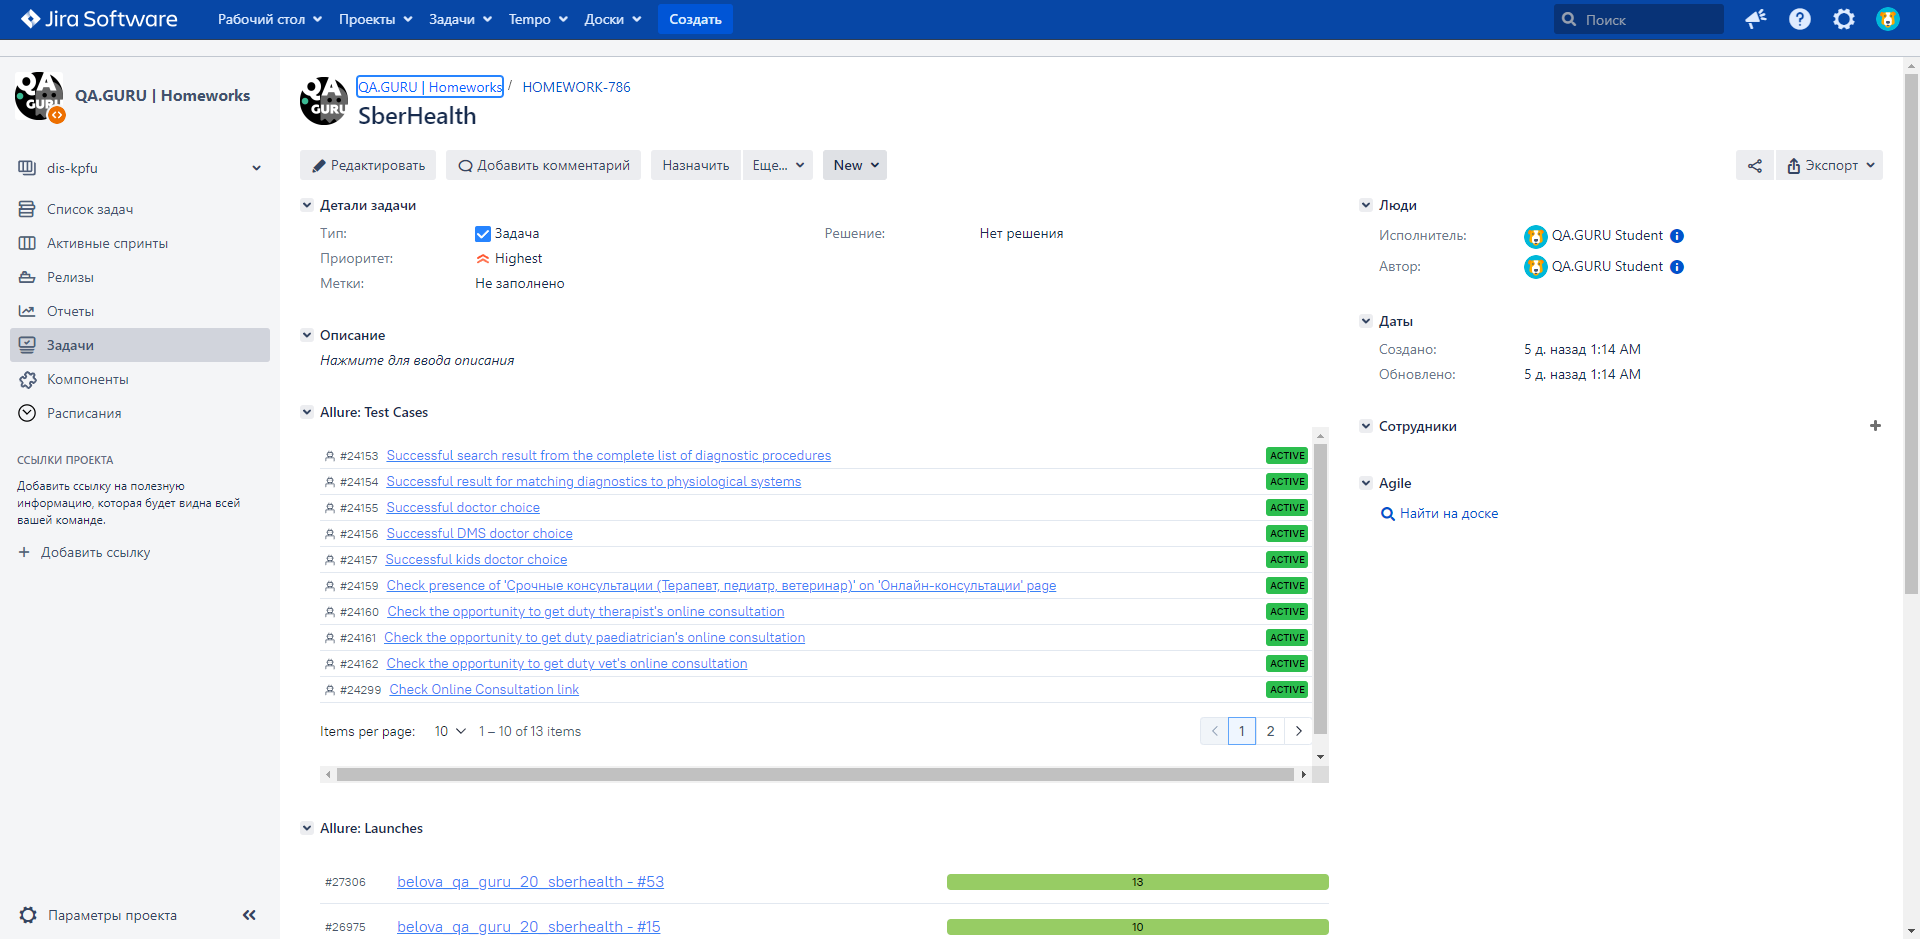 Jira Software
Рабочий стол
Проекты
Задачи
Tempo
Доски
Создать
Поиск
QA GURU
QA.GURU | Homeworks
dis-kpfu
Список задач
Активные спринты
Релизы
Отчеты
Задачи
Компоненты
Расписания
ССЫЛКИ ПРОЕКТА
Добавить ссылку на полезную
информацию, которая будет видна всей
вашей команде.
+ Добавить ссылку
Параметры проекта
QA GURU
QA.GURU | Homeworks / HOMEWORK-786
SberHealth
Редактировать
Добавить комментарий
Назначить
Еще...
New
Экспорт
Детали задачи
Тип: Задача
Решение: Нет решения
Приоритет: Highest
Метки: Не заполнено
Описание
Нажмите для ввода описания
Allure: Test Cases
#24153 Successful search result from the complete list of diagnostic procedures ACTIVE
#24154 Successful result for matching diagnostics to physiological systems ACTIVE
#24155 Successful doctor choice ACTIVE
#24156 Successful DMS doctor choice ACTIVE
#24157 Successful kids doctor choice ACTIVE
#24159 Check presence of 'Срочные консультации (Терапевт, педиатр, ветеринар)' on 'Онлайн-консультации' page ACTIVE
#24160 Check the opportunity to get duty therapist's online consultation ACTIVE
#24161 Check the opportunity to get duty paediatrician's online consultation ACTIVE
#24162 Check the opportunity to get duty vet's online consultation ACTIVE
#24299 Check Online Consultation link ACTIVE
Items per page: 10 1 – 10 of 13 items
1 2
Allure: Launches
#27306 belova_qa_guru_20_sberhealth - #53 13
#26975 belova_qa_guru_20_sberhealth - #15 10
Люди
Исполнитель: QA.GURU Student
Автор: QA.GURU Student
Даты
Создано: 5 д. назад 1:14 AM
Обновлено: 5 д. назад 1:14 AM
Сотрудники
Agile
Найти на доске